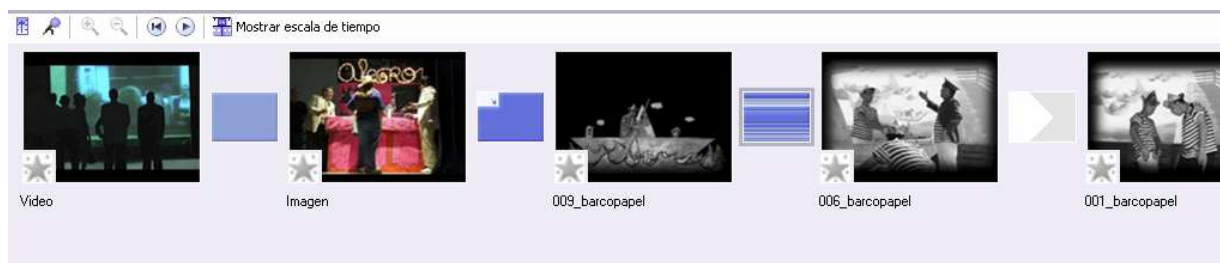 Mostrar escala de tiempo
Video
Imagen
009_barcopapel
006_barcopapel
001_barcopapel